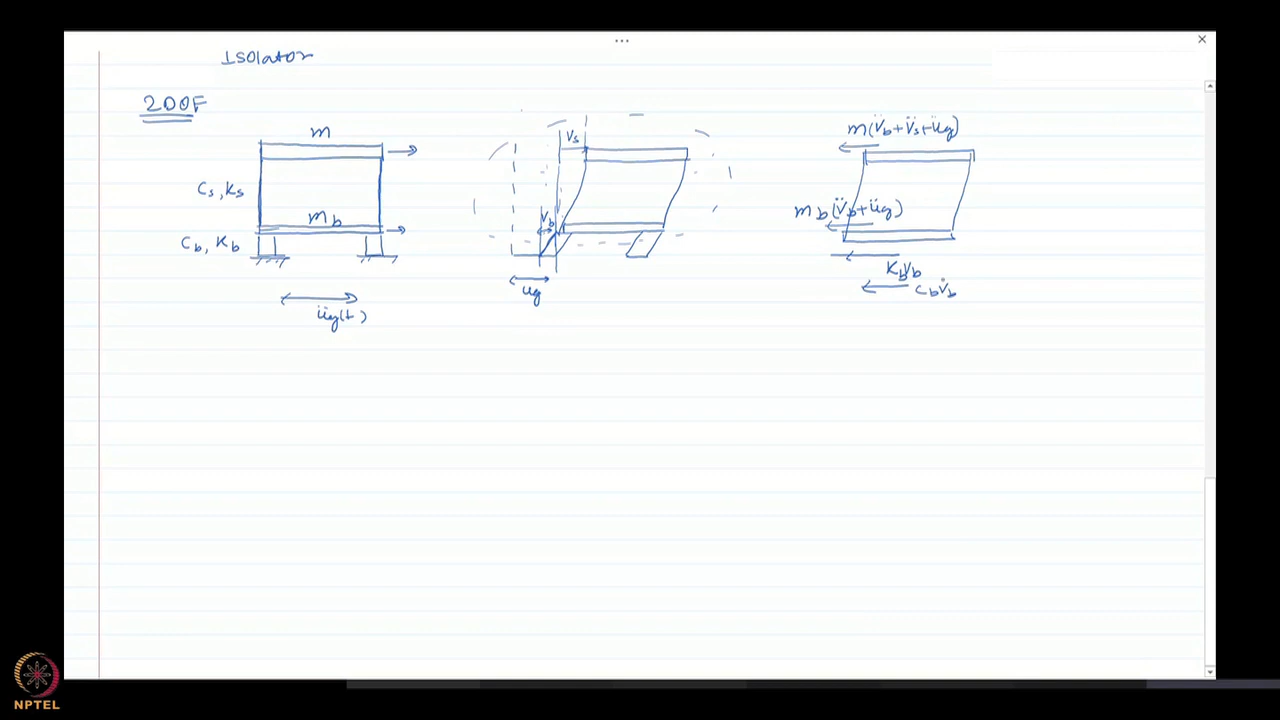 Isolator
2DOF
m
Cs, Ks
mb
Cb, Kb
üg(t)
vs
vb
ug
m(v̈b+v̈s+üg)
mb(v̈b+üg)
Kbvb
cbv̇b
NPTEL